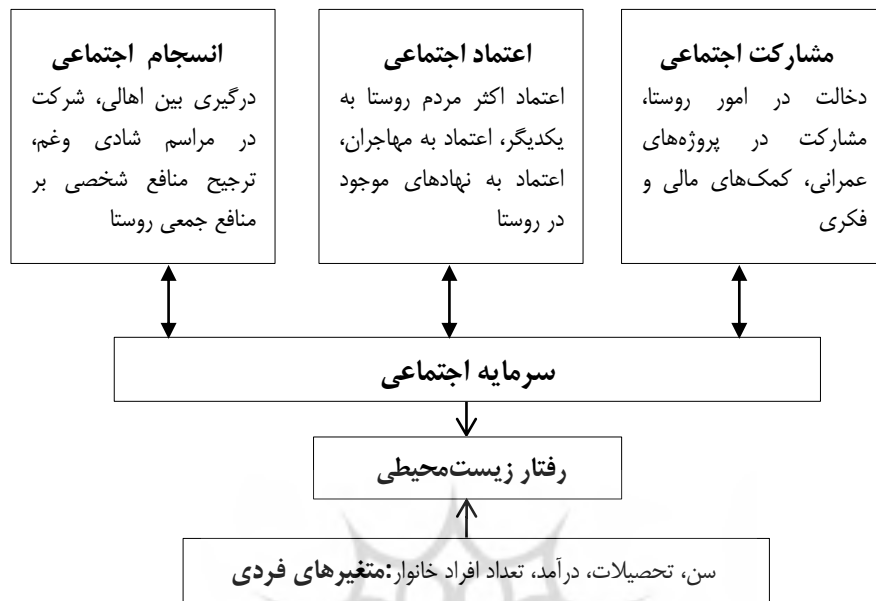 مشارکت اجتماعی
دخالت در امور روستا،
مشارکت در پروژه‌های
عمرانی، کمک‌های مالی و
فکری
اعتماد اجتماعی
اعتماد اکثر مردم روستا به
یکدیگر، اعتماد به مهاجران،
اعتماد به نهادهای موجود
در روستا
انسجام اجتماعی
درگیری بین اهالی، شرکت
در مراسم شادی وغم،
ترجیح منافع شخصی بر
منافع جمعی روستا
سرمایه اجتماعی
رفتار زیست‌محیطی
متغیرهای فردی: سن، تحصیلات، درآمد، تعداد افراد خانوار